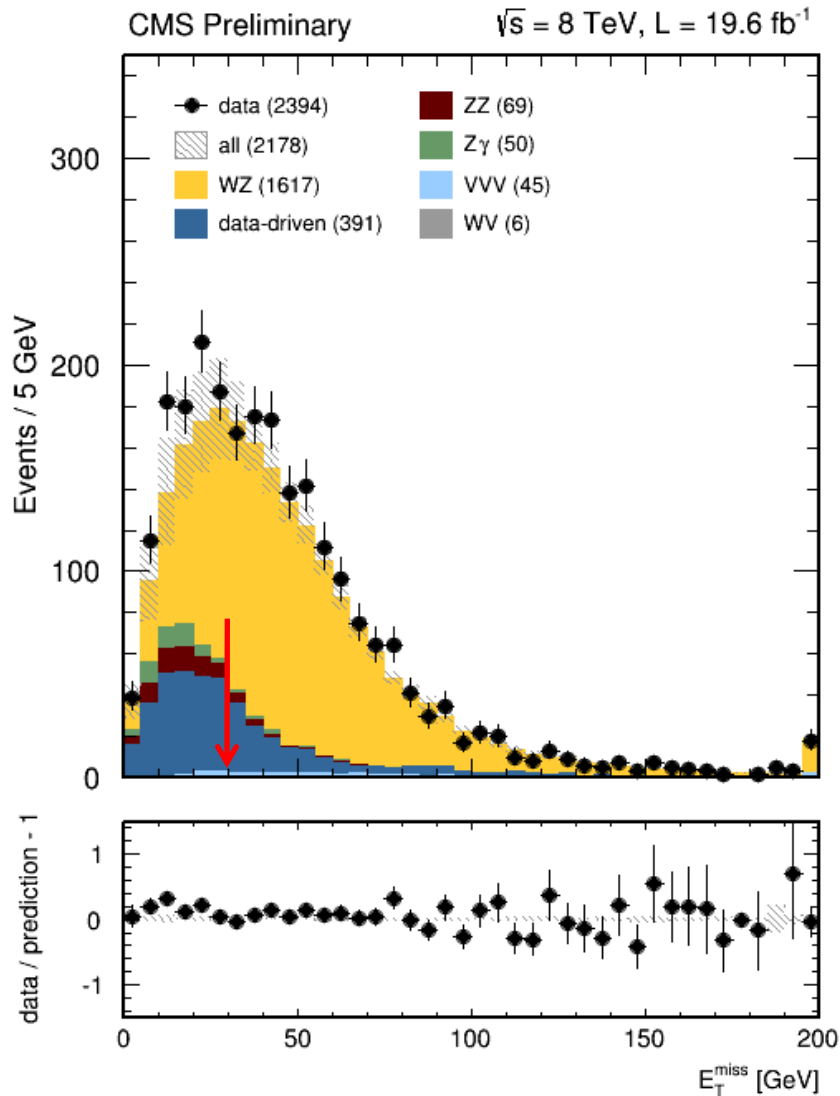 CMS Preliminary √s = 8 TeV, L = 19.6 fb⁻¹
data (2394)
all (2178)
WZ (1617)
data-driven (391)
ZZ (69)
Zγ (50)
VVV (45)
WV (6)
Events / 5 GeV
300
200
100
0
data / prediction - 1
1
0
-1
0 50 100 150 200
E_T^miss [GeV]